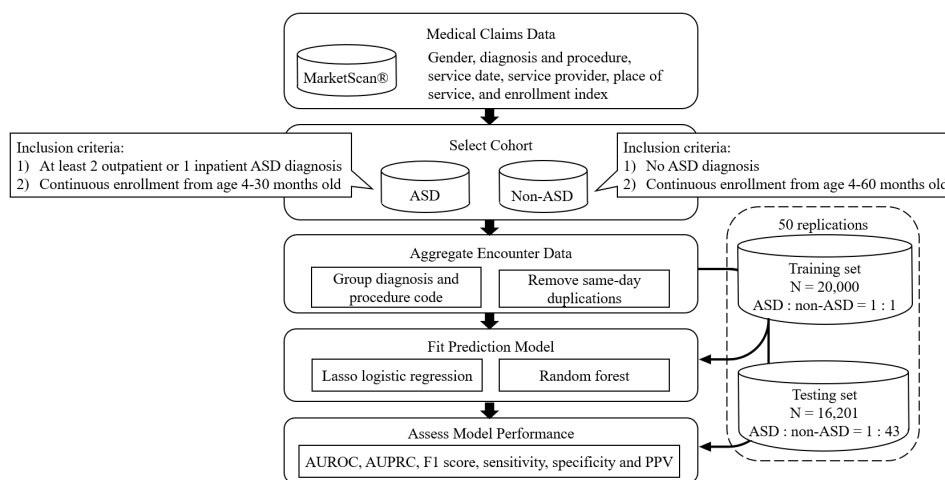 Medical Claims Data
MarketScan®
Gender, diagnosis and procedure,
service date, service provider, place of
service, and enrollment index
Inclusion criteria:
1) At least 2 outpatient or 1 inpatient ASD diagnosis
2) Continuous enrollment from age 4-30 months old
Select Cohort
ASD
Non-ASD
Inclusion criteria:
1) No ASD diagnosis
2) Continuous enrollment from age 4-60 months old
Aggregate Encounter Data
Group diagnosis and
procedure code
Remove same-day
duplications
50 replications
Training set
N = 20,000
ASD : non-ASD = 1 : 1
Fit Prediction Model
Lasso logistic regression
Random forest
Testing set
N = 16,201
ASD : non-ASD = 1 : 43
Assess Model Performance
AUROC, AUPRC, F1 score, sensitivity, specificity and PPV